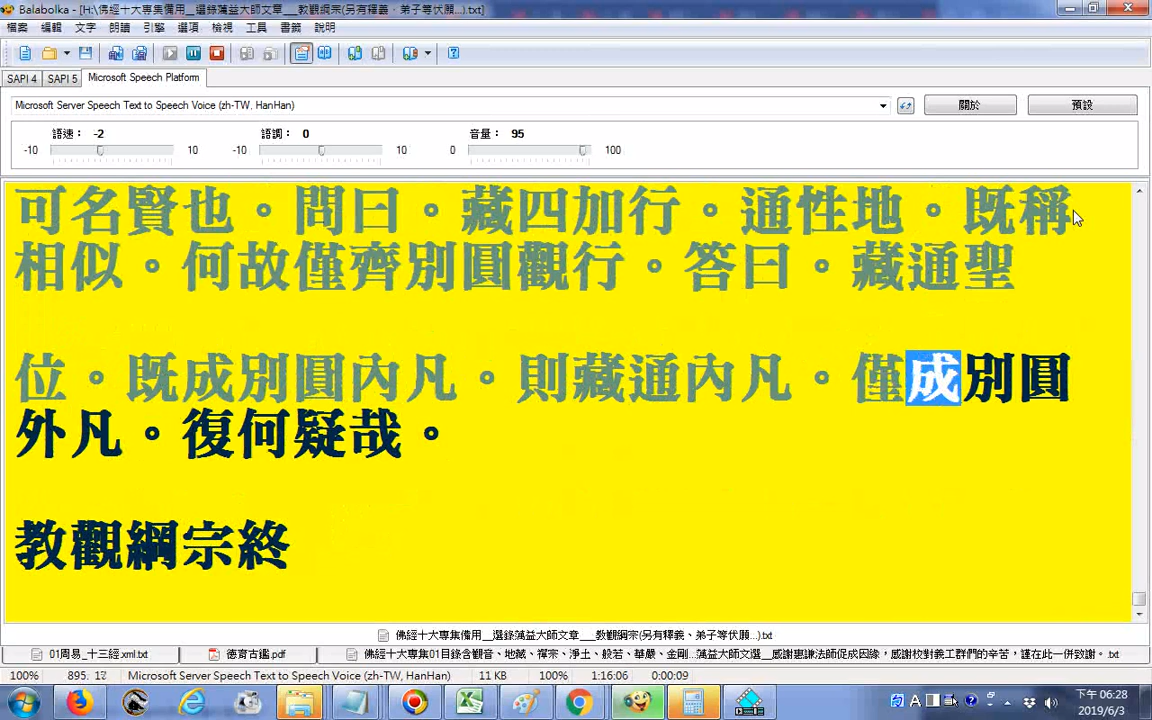 Balabolka - [H:\佛經十大專集備用__選錄蕅益大師文章___教觀綱宗(另有釋義、弟子等伏願...).txt]
檔案 編輯 文字 朗讀 引擎 選項 檢視 工具 書籤 說明
SAPI 4 SAPI 5 Microsoft Speech Platform
Microsoft Server Speech Text to Speech Voice (zh-TW, HanHan) 關於 預設
語速： -2 語調： 0 音量： 95
-10 10 -10 10 0 100
可名賢也。問曰。藏四加行。通性地。既稱
相似。何故僅齊別圓觀行。答曰。藏通聖
位。既成別圓內凡。則藏通內凡。僅成別圓
外凡。復何疑哉。
教觀綱宗終
佛經十大專集備用__選錄蕅益大師文章___教觀綱宗(另有釋義、弟子等伏願...).txt
01周易_十三經.xml.txt 德育古鑑.pdf 佛經十大專集01目錄含觀音、地藏、禪宗、淨土、般若、華嚴、金剛...蕅益大師文選__感謝惠謙法師促成因緣，感謝校對義工群們的辛苦，謹在此一併致謝。.txt
100% 895. 17 Microsoft Server Speech Text to Speech Voice (zh-TW, HanHan) 11 KB 100% 1:16:06 0:00:09
下午 06:28
2019/6/3